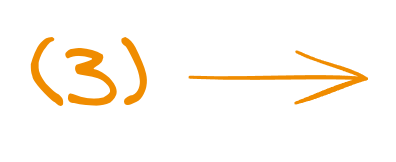 (3) →